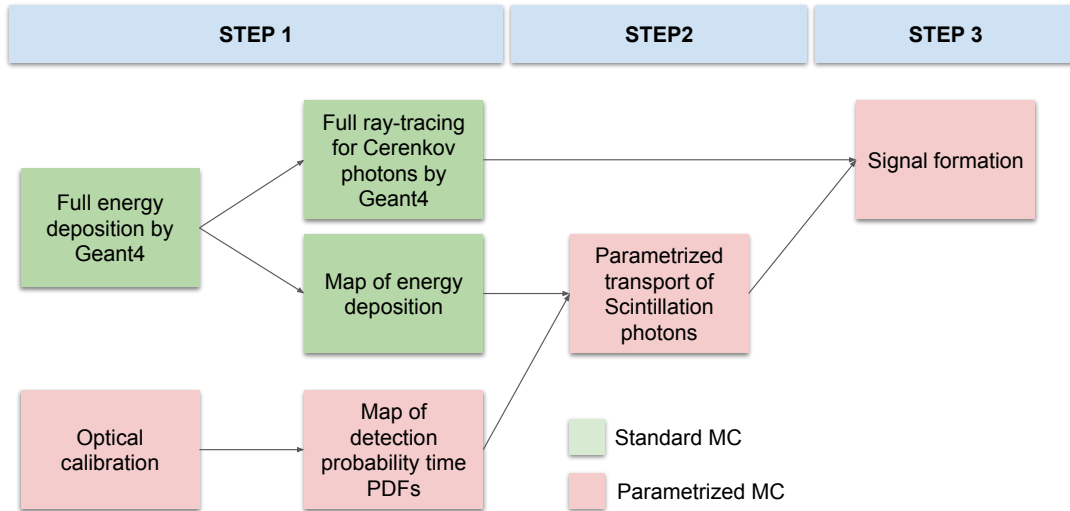 STEP 1
STEP2
STEP 3
Full energy
deposition by
Geant4
Full ray-tracing
for Cerenkov
photons by
Geant4
Signal formation
Map of energy
deposition
Parametrized
transport of
Scintillation
photons
Optical
calibration
Map of
detection
probability time
PDFs
Standard MC
Parametrized MC